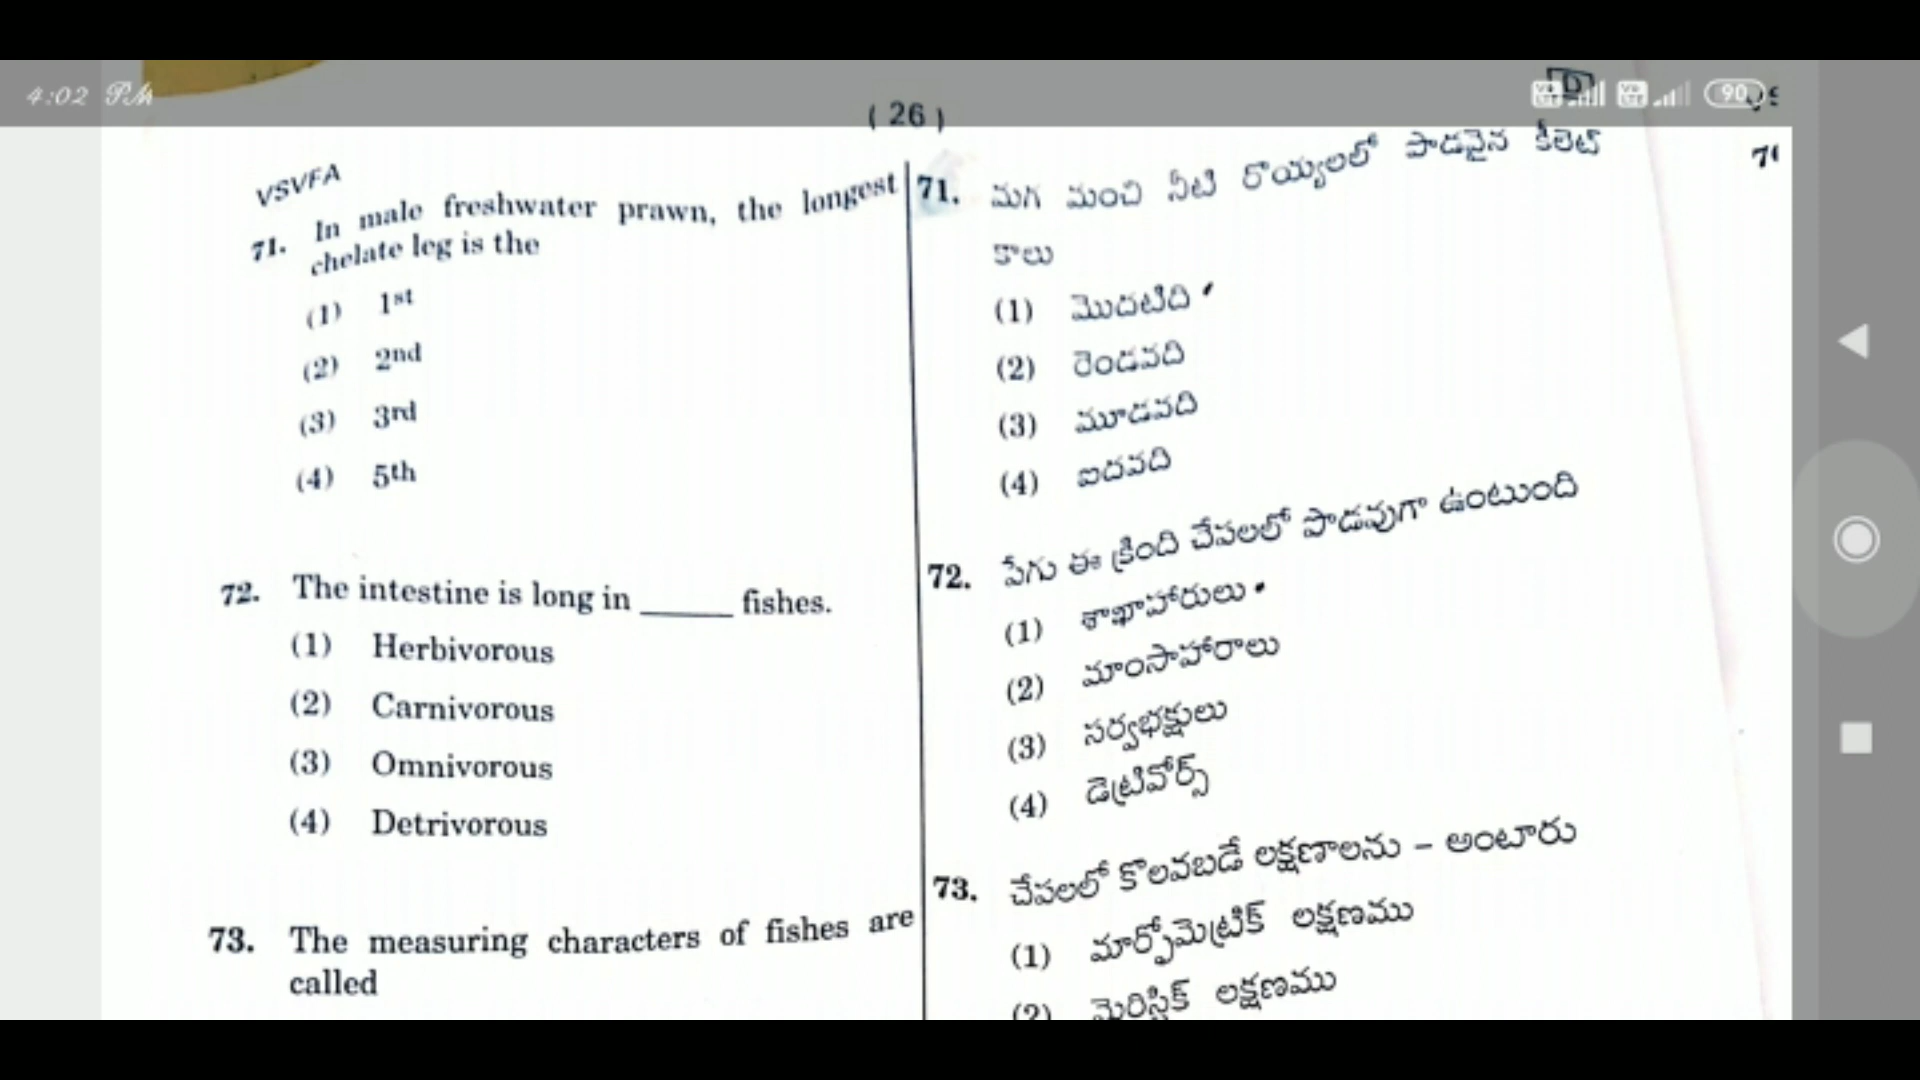 4:02 PM
90
( 26 )
VSVFA
71. In male freshwater prawn, the longest
chelate leg is the
(1) 1st
(2) 2nd
(3) 3rd
(4) 5th
72. The intestine is long in _____ fishes.
(1) Herbivorous
(2) Carnivorous
(3) Omnivorous
(4) Detrivorous
73. The measuring characters of fishes are
called
71. మగ మంచి నీటి రొయ్యలలో పొడవైన కీలెట్
కాలు
(1) మొదటిది
(2) రెండవది
(3) మూడవది
(4) ఐదవది
72. పేగు ఈ క్రింది చేపలలో పొడవుగా ఉంటుంది
(1) శాఖాహారులు
(2) మాంసాహారాలు
(3) సర్వభక్షులు
(4) డెట్రివోర్స్
73. చేపలలో కొలవబడే లక్షణాలను – అంటారు
(1) మార్ఫోమెట్రిక్ లక్షణము
(2) మెరిస్టిక్ లక్షణము